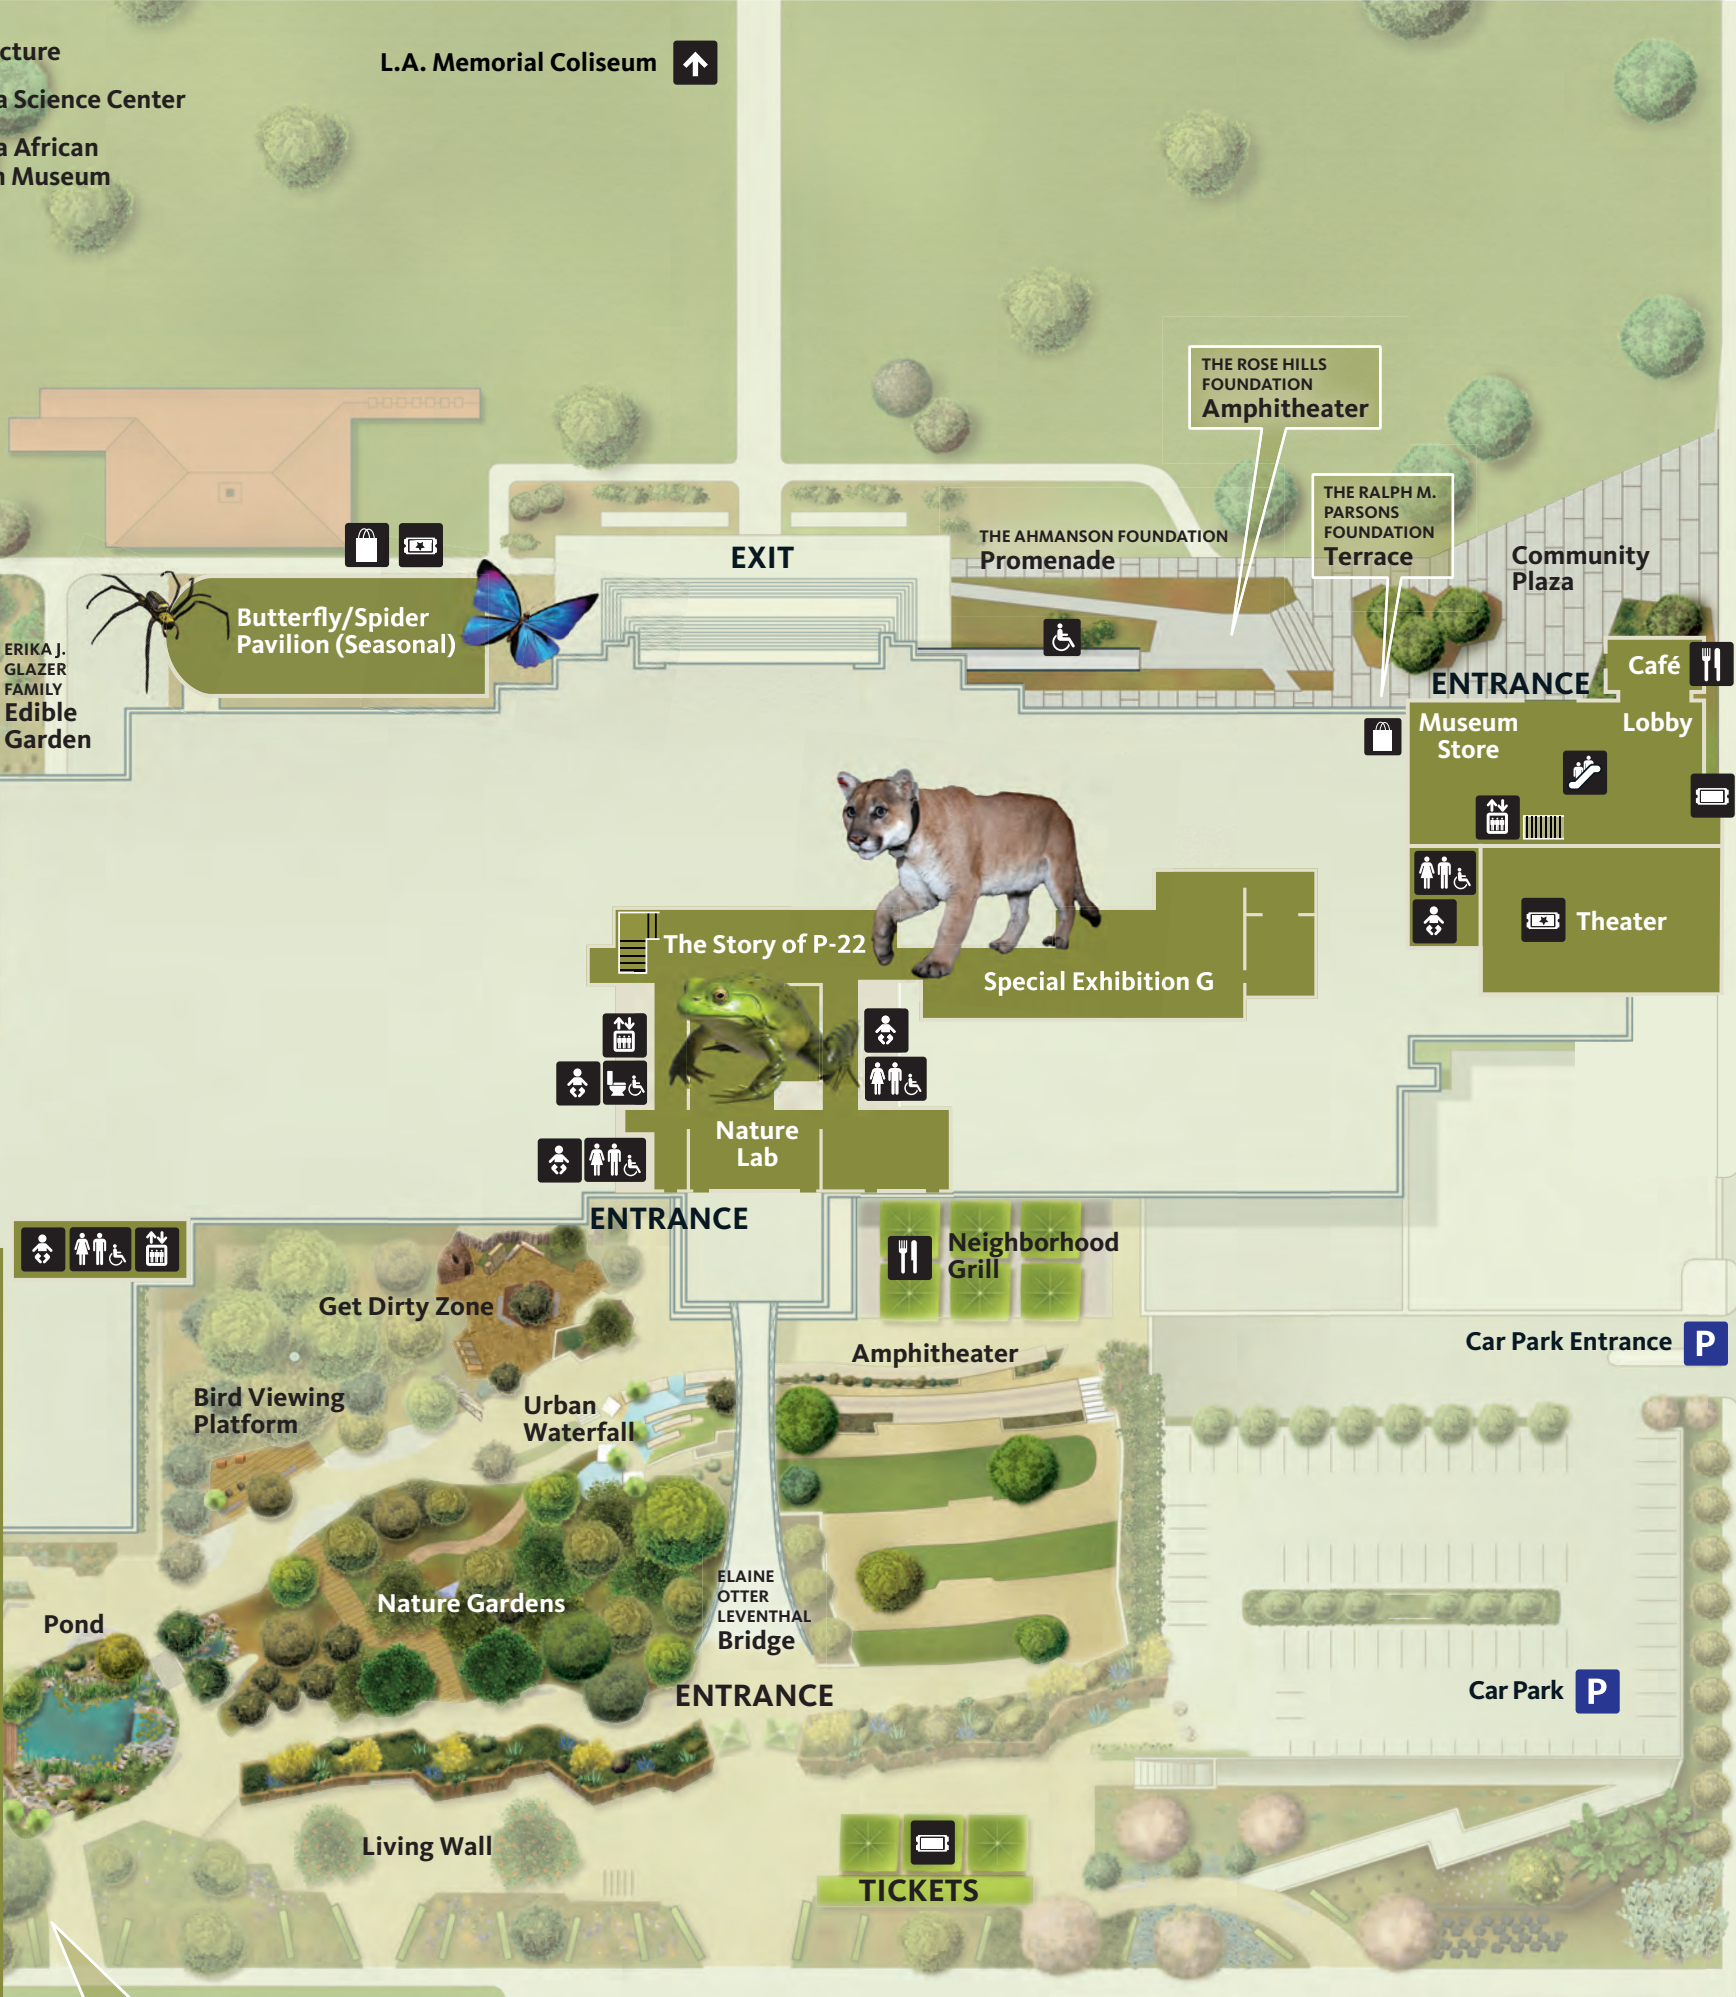 cture
a Science Center
a African
n Museum
L.A. Memorial Coliseum
THE ROSE HILLS
FOUNDATION
Amphitheater
THE RALPH M.
PARSONS
FOUNDATION
Terrace
EXIT
THE AHMANSON FOUNDATION
Promenade
Community
Plaza
Butterfly/Spider
Pavilion (Seasonal)
ERIKA J.
GLAZER
FAMILY
Edible
Garden
Café
ENTRANCE
Museum
Store
Lobby
Theater
The Story of P-22
Special Exhibition G
Nature
Lab
ENTRANCE
Neighborhood
Grill
Get Dirty Zone
Car Park Entrance P
Amphitheater
Bird Viewing
Platform
Urban
Waterfall
Nature Gardens
ELAINE
OTTER
LEVENTHAL
Bridge
Pond
ENTRANCE
Car Park P
Living Wall
TICKETS